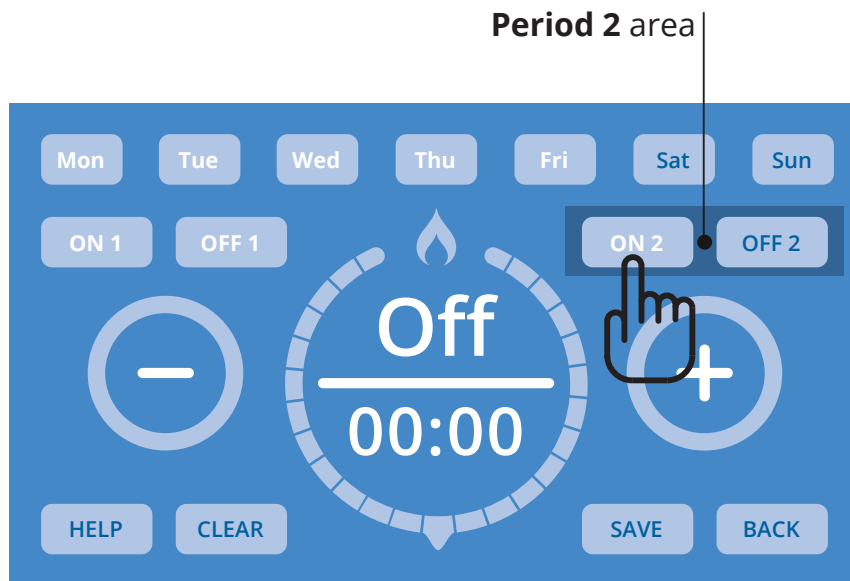 Period 2 area
Mon Tue Wed Thu Fri Sat Sun
ON 1 OFF 1 ON 2 OFF 2
Off
00:00
HELP CLEAR SAVE BACK